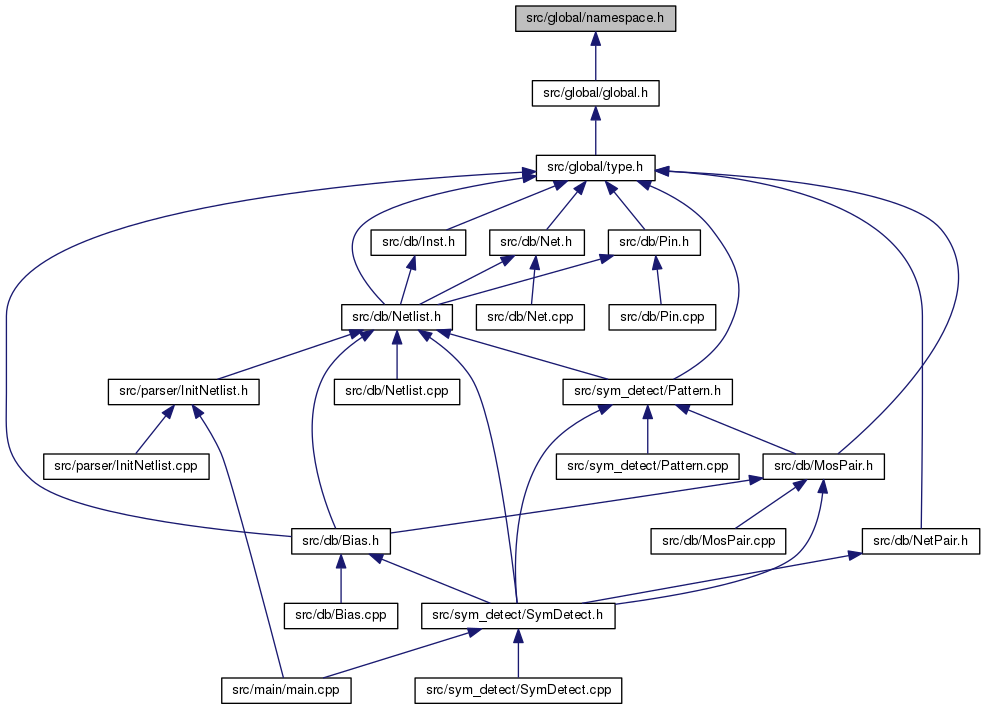 src/global/namespace.h
src/global/global.h
src/global/type.h
src/db/Inst.h
src/db/Net.h
src/db/Pin.h
src/db/Netlist.h
src/db/Net.cpp
src/db/Pin.cpp
src/parser/InitNetlist.h
src/db/Netlist.cpp
src/sym_detect/Pattern.h
src/parser/InitNetlist.cpp
src/sym_detect/Pattern.cpp
src/db/MosPair.h
src/db/Bias.h
src/db/MosPair.cpp
src/db/NetPair.h
src/db/Bias.cpp
src/sym_detect/SymDetect.h
src/main/main.cpp
src/sym_detect/SymDetect.cpp